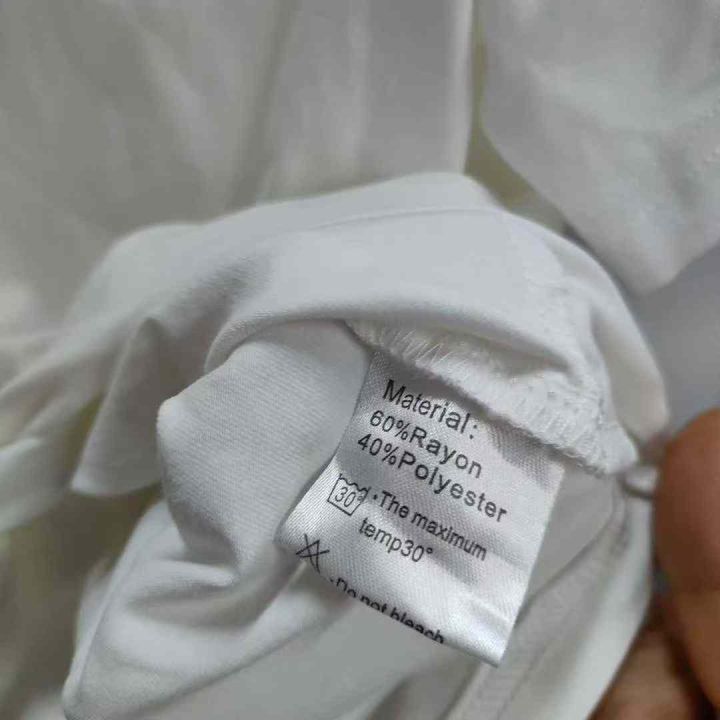 Material:
60%Rayon
40%Polyester
30° •The maximum
temp30°
•Do not bleach